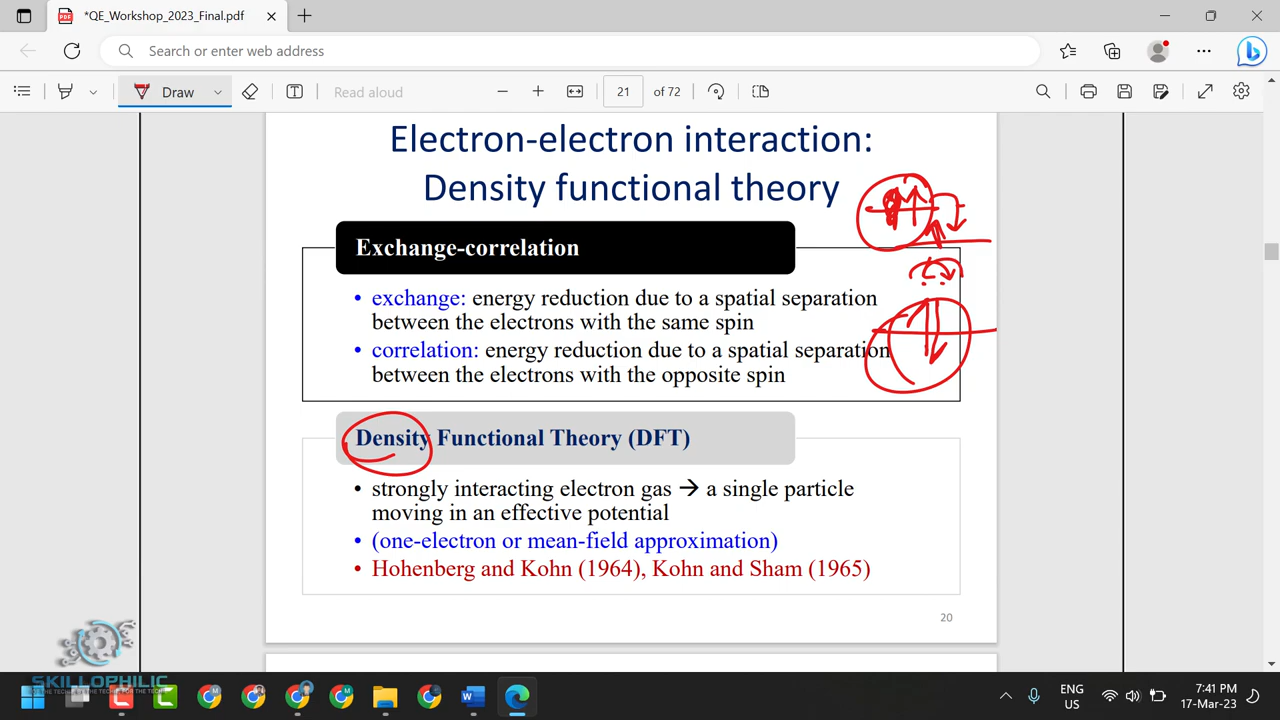 *QE_Workshop_2023_Final.pdf
Search or enter web address
Draw
Read aloud
21
of 72
Electron-electron interaction:
Density functional theory
Exchange-correlation
• exchange: energy reduction due to a spatial separation
between the electrons with the same spin
• correlation: energy reduction due to a spatial separation
between the electrons with the opposite spin
Density Functional Theory (DFT)
• strongly interacting electron gas → a single particle
moving in an effective potential
• (one-electron or mean-field approximation)
• Hohenberg and Kohn (1964), Kohn and Sham (1965)
20
SKILLOPHILIC
ENG
US
7:41 PM
17-Mar-23